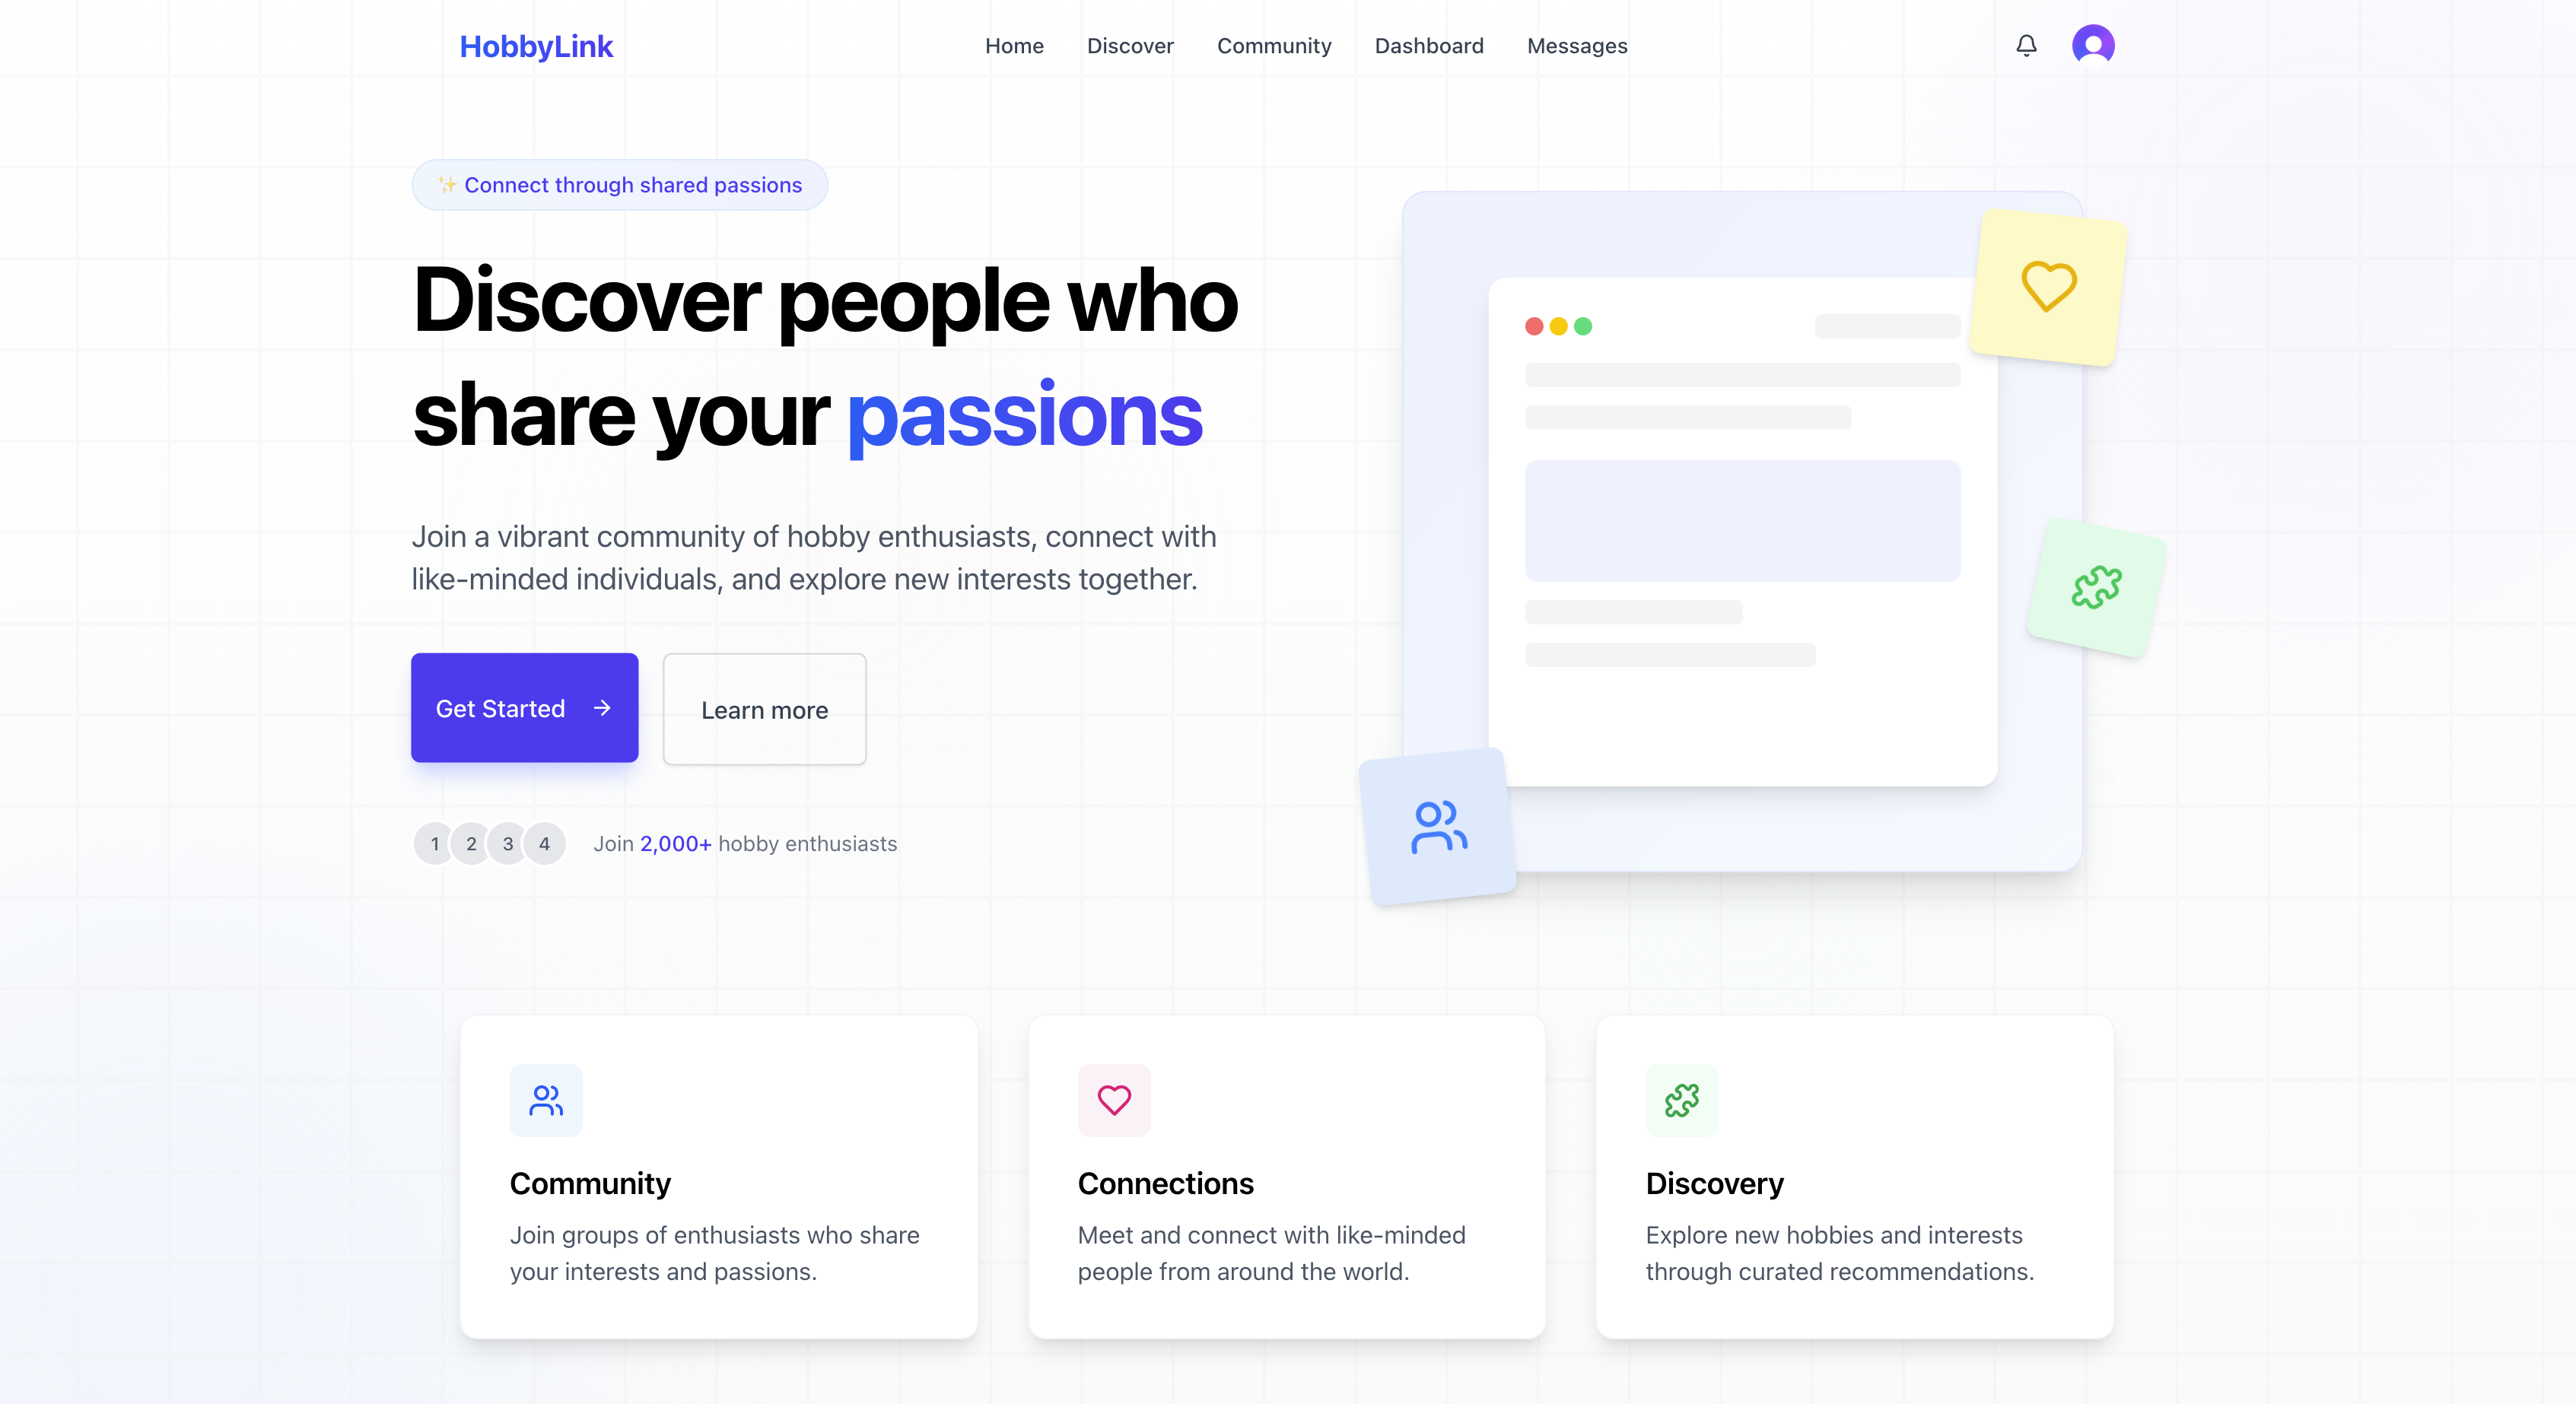 HobbyLink
Home Discover Community Dashboard Messages
✨ Connect through shared passions
Discover people who
share your passions
Join a vibrant community of hobby enthusiasts, connect with
like-minded individuals, and explore new interests together.
Get Started →
Learn more
1 2 3 4
Join 2,000+ hobby enthusiasts
Community
Join groups of enthusiasts who share
your interests and passions.
Connections
Meet and connect with like-minded
people from around the world.
Discovery
Explore new hobbies and interests
through curated recommendations.